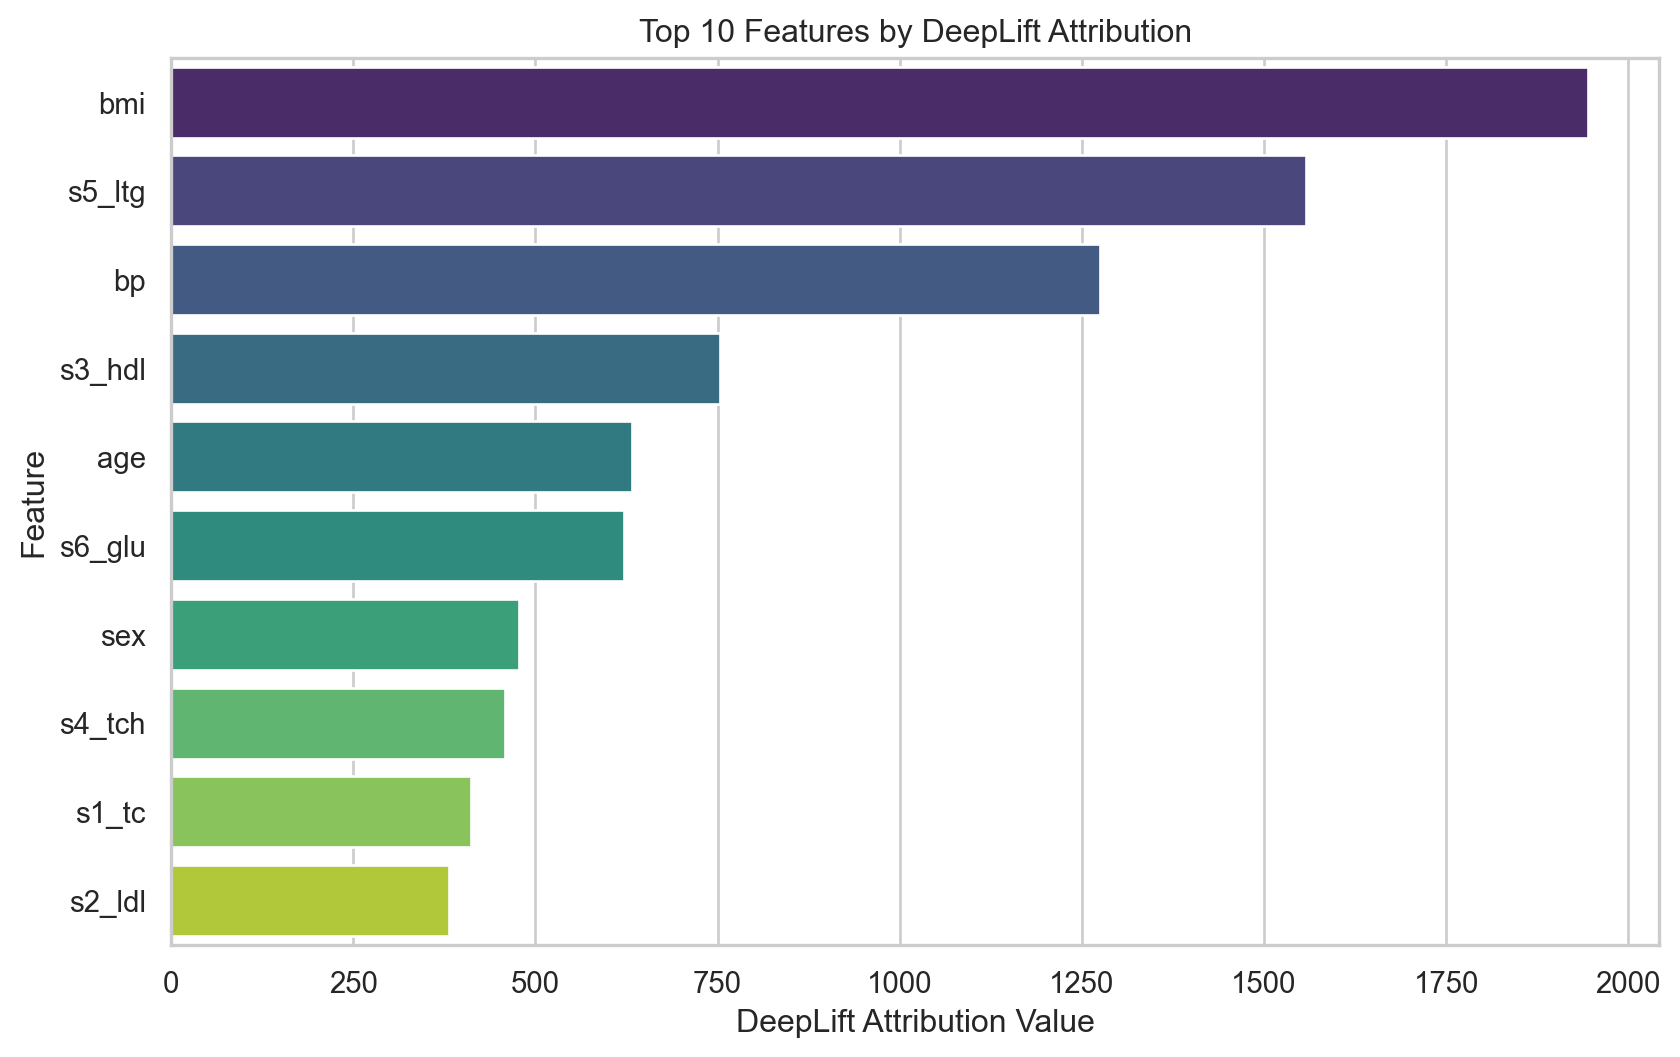 Top 10 Features by DeepLift Attribution
bmi
s5_ltg
bp
s3_hdl
age
s6_glu
sex
s4_tch
s1_tc
s2_ldl
Feature
0 250 500 750 1000 1250 1500 1750 2000
DeepLift Attribution Value